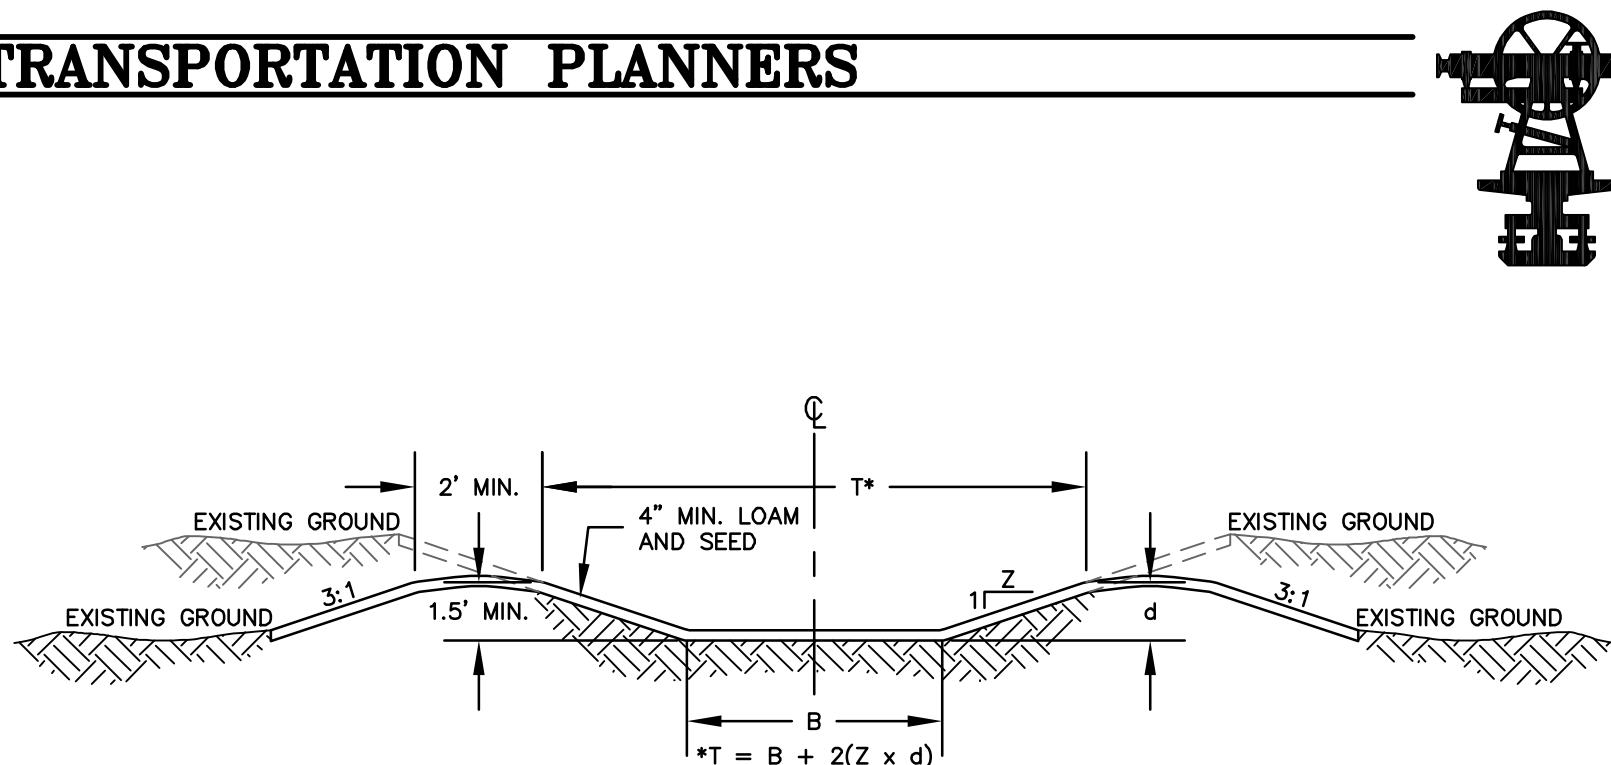 TRANSPORTATION PLANNERS
℄
2' MIN.
T*
4" MIN. LOAM
AND SEED
EXISTING GROUND
EXISTING GROUND
3:1
1.5' MIN.
Z
1
d
3:1
EXISTING GROUND
EXISTING GROUND
B
*T = B + 2(Z x d)